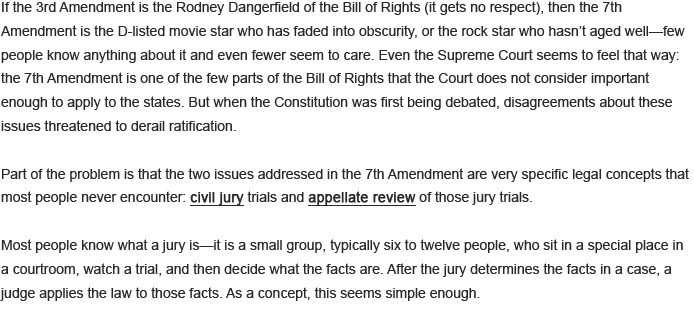 If the 3rd Amendment is the Rodney Dangerfield of the Bill of Rights (it gets no respect), then the 7th
Amendment is the D-listed movie star who has faded into obscurity, or the rock star who hasn’t aged well—few
people know anything about it and even fewer seem to care. Even the Supreme Court seems to feel that way:
the 7th Amendment is one of the few parts of the Bill of Rights that the Court does not consider important
enough to apply to the states. But when the Constitution was first being debated, disagreements about these
issues threatened to derail ratification.
Part of the problem is that the two issues addressed in the 7th Amendment are very specific legal concepts that
most people never encounter: civil jury trials and appellate review of those jury trials.
Most people know what a jury is—it is a small group, typically six to twelve people, who sit in a special place in
a courtroom, watch a trial, and then decide what the facts are. After the jury determines the facts in a case, a
judge applies the law to those facts. As a concept, this seems simple enough.